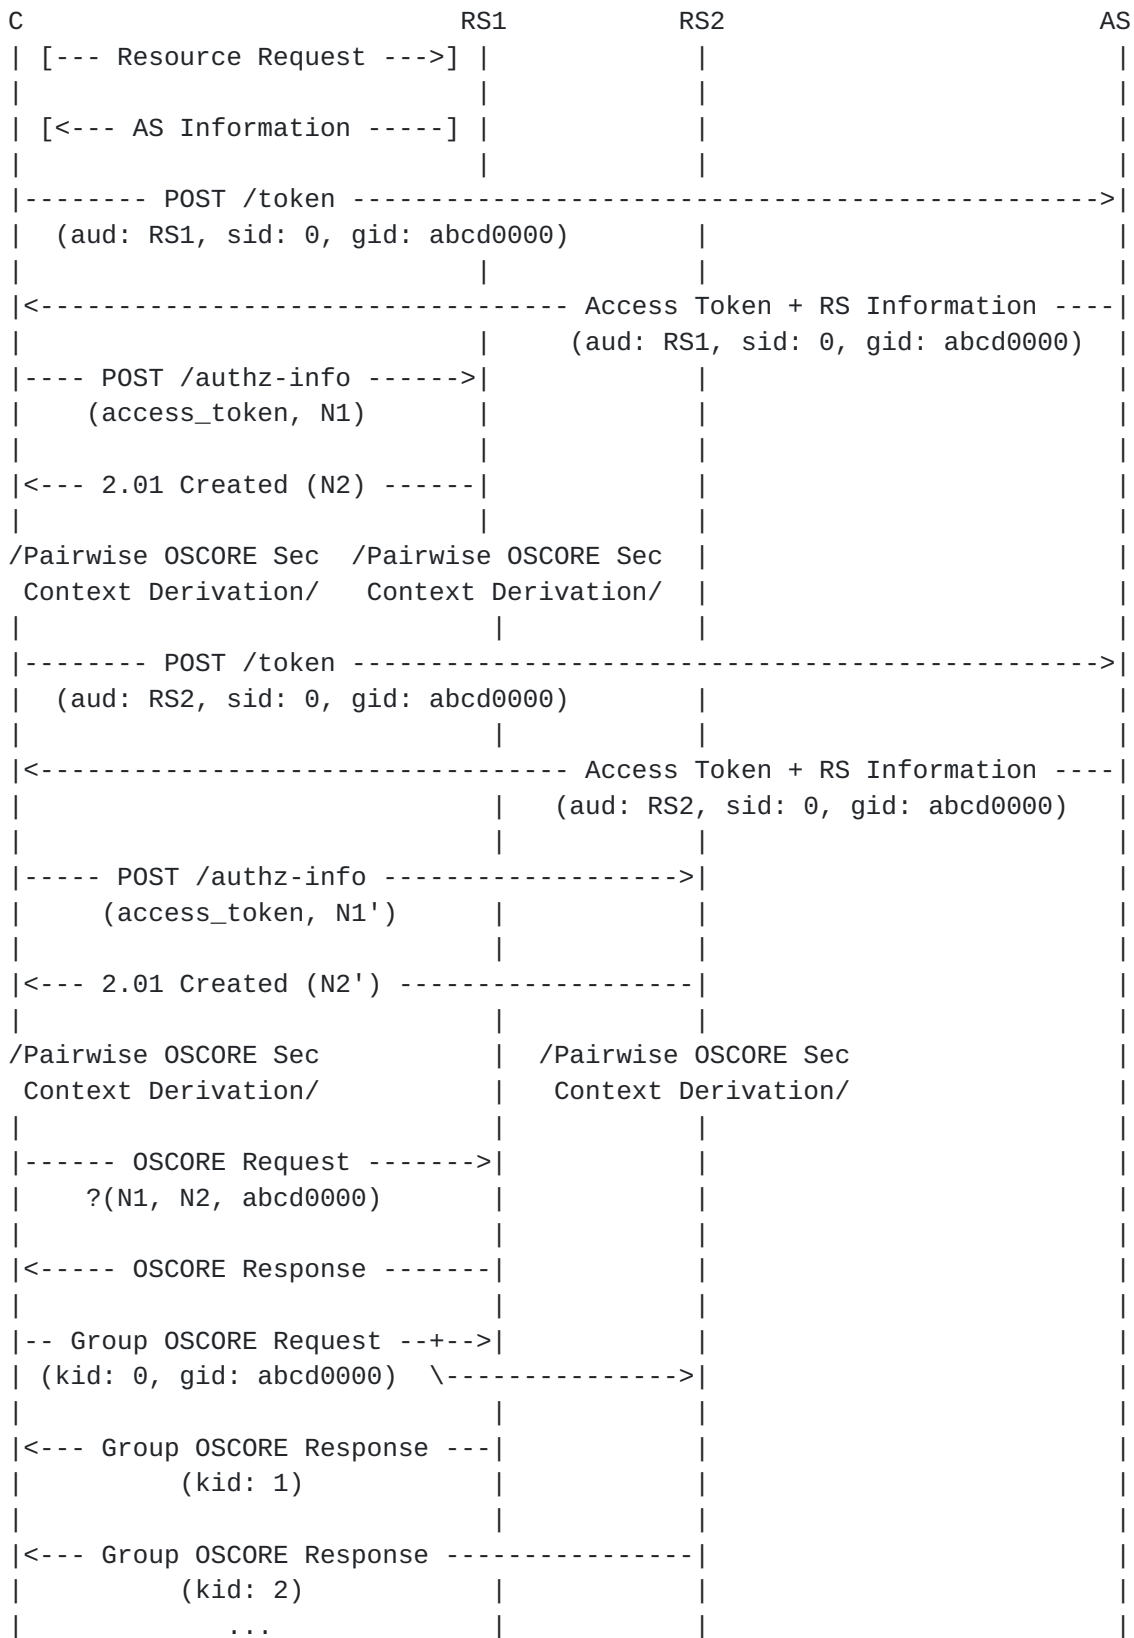 C                            RS1           RS2                          AS
| [--- Resource Request --->] |             |                          |
|                             |             |                          |
| [<--- AS Information -----] |             |                          |
|                             |             |                          |
|-------- POST /token ------------------------------------------------>|
|  (aud: RS1, sid: 0, gid: abcd0000)        |                          |
|                             |             |                          |
|<---------------------------------- Access Token + RS Information ----|
|                             |     (aud: RS1, sid: 0, gid: abcd0000)  |
|---- POST /authz-info ------>|             |                          |
|    (access_token, N1)       |             |                          |
|                             |             |                          |
|<--- 2.01 Created (N2) ------|             |                          |
|                             |             |                          |
/Pairwise OSCORE Sec  /Pairwise OSCORE Sec  |                          |
 Context Derivation/   Context Derivation/  |                          |
|                              |            |                          |
|-------- POST /token ------------------------------------------------>|
|  (aud: RS2, sid: 0, gid: abcd0000)        |                          |
|                              |            |                          |
|<---------------------------------- Access Token + RS Information ----|
|                              |   (aud: RS2, sid: 0, gid: abcd0000)   |
|                              |            |                          |
|----- POST /authz-info ------------------->|                          |
|     (access_token, N1')      |            |                          |
|                              |            |                          |
|<--- 2.01 Created (N2') -------------------|                          |
|                              |            |                          |
/Pairwise OSCORE Sec           |  /Pairwise OSCORE Sec                 |
 Context Derivation/           |   Context Derivation/                 |
|                              |            |                          |
|------ OSCORE Request ------->|            |                          |
|    ?(N1, N2, abcd0000)       |            |                          |
|                              |            |                          |
|<----- OSCORE Response -------|            |                          |
|                              |            |                          |
|-- Group OSCORE Request --+-->|            |                          |
| (kid: 0, gid: abcd0000)  \--------------->|                          |
|                              |            |                          |
|<--- Group OSCORE Response ---|            |                          |
|          (kid: 1)            |            |                          |
|                              |            |                          |
|<--- Group OSCORE Response ----------------|                          |
|          (kid: 2)            |            |                          |
|             ...              |            |                          |